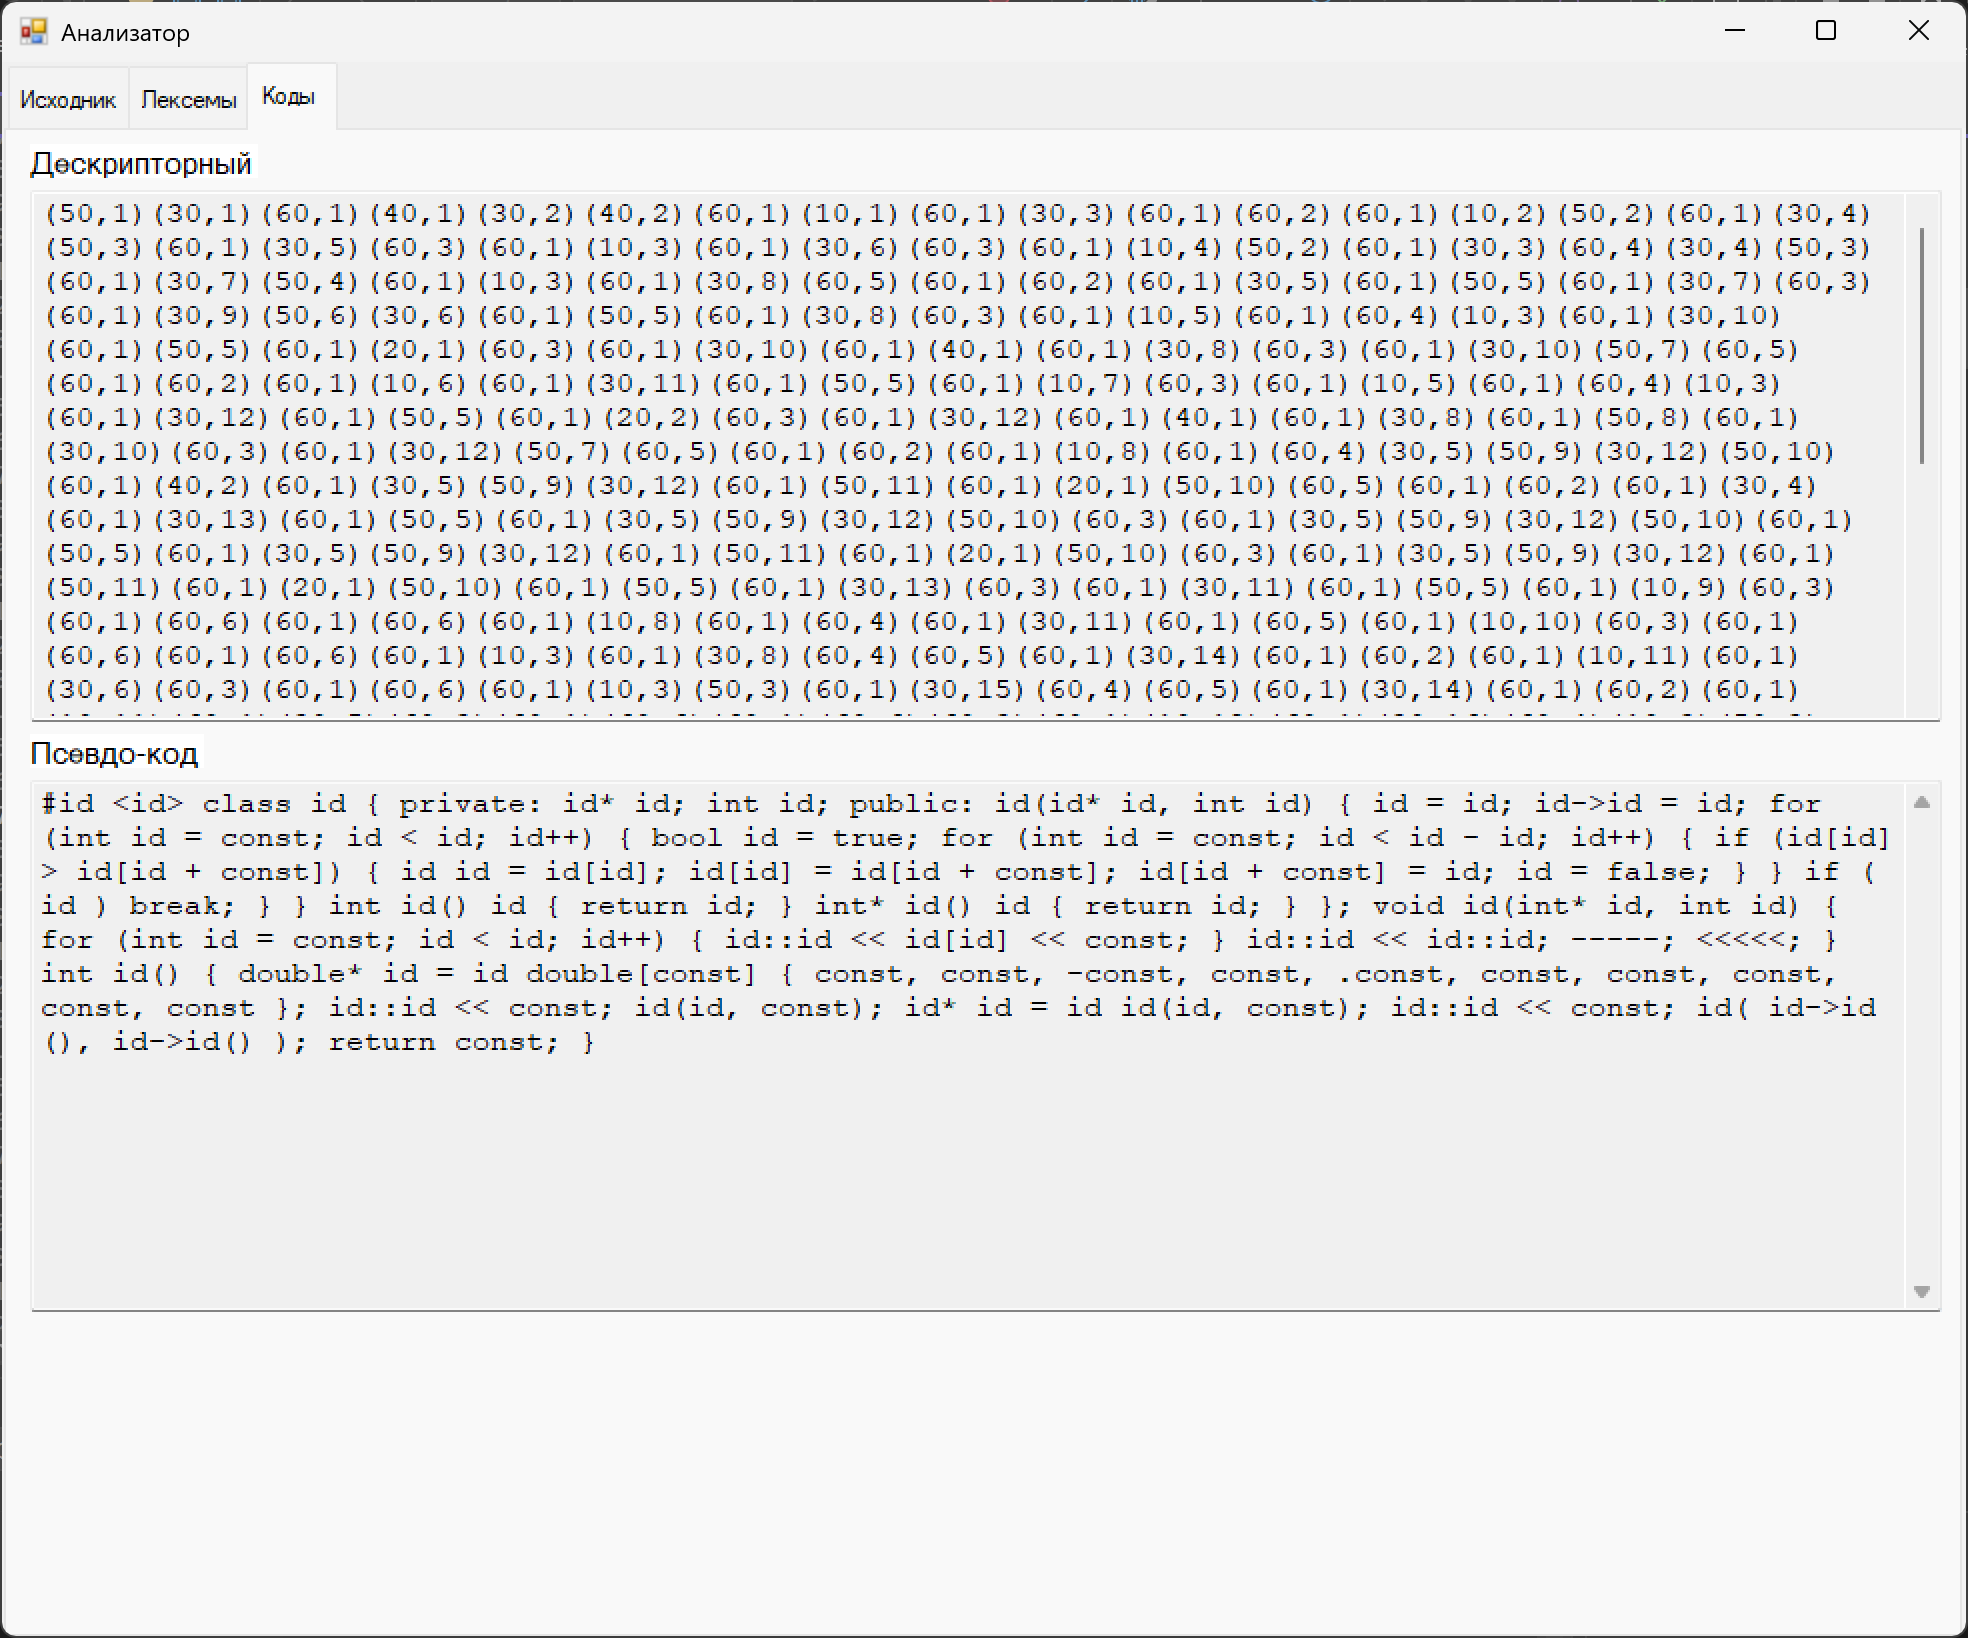 Анализатор
Исходник Лексемы Коды
Дескрипторный
(50,1)(30,1)(60,1)(40,1)(30,2)(40,2)(60,1)(10,1)(60,1)(30,3)(60,1)(60,2)(60,1)(10,2)(50,2)(60,1)(30,4)
(50,3)(60,1)(30,5)(60,3)(60,1)(10,3)(60,1)(30,6)(60,3)(60,1)(10,4)(50,2)(60,1)(30,3)(60,4)(30,4)(50,3)
(60,1)(30,7)(50,4)(60,1)(10,3)(60,1)(30,8)(60,5)(60,1)(60,2)(60,1)(30,5)(60,1)(50,5)(60,1)(30,7)(60,3)
(60,1)(30,9)(50,6)(30,6)(60,1)(50,5)(60,1)(30,8)(60,3)(60,1)(10,5)(60,1)(60,4)(10,3)(60,1)(30,10)
(60,1)(50,5)(60,1)(20,1)(60,3)(60,1)(30,10)(60,1)(40,1)(60,1)(30,8)(60,3)(60,1)(30,10)(50,7)(60,5)
(60,1)(60,2)(60,1)(10,6)(60,1)(30,11)(60,1)(50,5)(60,1)(10,7)(60,3)(60,1)(10,5)(60,1)(60,4)(10,3)
(60,1)(30,12)(60,1)(50,5)(60,1)(20,2)(60,3)(60,1)(30,12)(60,1)(40,1)(60,1)(30,8)(60,1)(50,8)(60,1)
(30,10)(60,3)(60,1)(30,12)(50,7)(60,5)(60,1)(60,2)(60,1)(10,8)(60,1)(60,4)(30,5)(50,9)(30,12)(50,10)
(60,1)(40,2)(60,1)(30,5)(50,9)(30,12)(60,1)(50,11)(60,1)(20,1)(50,10)(60,5)(60,1)(60,2)(60,1)(30,4)
(60,1)(30,13)(60,1)(50,5)(60,1)(30,5)(50,9)(30,12)(50,10)(60,3)(60,1)(30,5)(50,9)(30,12)(50,10)(60,1)
(50,5)(60,1)(30,5)(50,9)(30,12)(60,1)(50,11)(60,1)(20,1)(50,10)(60,3)(60,1)(30,5)(50,9)(30,12)(60,1)
(50,11)(60,1)(20,1)(50,10)(60,1)(50,5)(60,1)(30,13)(60,3)(60,1)(30,11)(60,1)(50,5)(60,1)(10,9)(60,3)
(60,1)(60,6)(60,1)(60,6)(60,1)(10,8)(60,1)(60,4)(60,1)(30,11)(60,1)(60,5)(60,1)(10,10)(60,3)(60,1)
(60,6)(60,1)(60,6)(60,1)(10,3)(60,1)(30,8)(60,4)(60,5)(60,1)(30,14)(60,1)(60,2)(60,1)(10,11)(60,1)
(30,6)(60,3)(60,1)(60,6)(60,1)(10,3)(50,3)(60,1)(30,15)(60,4)(60,5)(60,1)(30,14)(60,1)(60,2)(60,1)
Псевдо-код
#id <id> class id { private: id* id; int id; public: id(id* id, int id) { id = id; id->id = id; for
(int id = const; id < id; id++) { bool id = true; for (int id = const; id < id - id; id++) { if (id[id]
> id[id + const]) { id id = id[id]; id[id] = id[id + const]; id[id + const] = id; id = false; } } if (
id ) break; } } int id() id { return id; } int* id() id { return id; } }; void id(int* id, int id) {
for (int id = const; id < id; id++) { id::id << id[id] << const; } id::id << id::id; -----; <<<<<; }
int id() { double* id = id double[const] { const, const, -const, const, .const, const, const, const,
const, const }; id::id << const; id(id, const); id* id = id id(id, const); id::id << const; id( id->id
(), id->id() ); return const; }